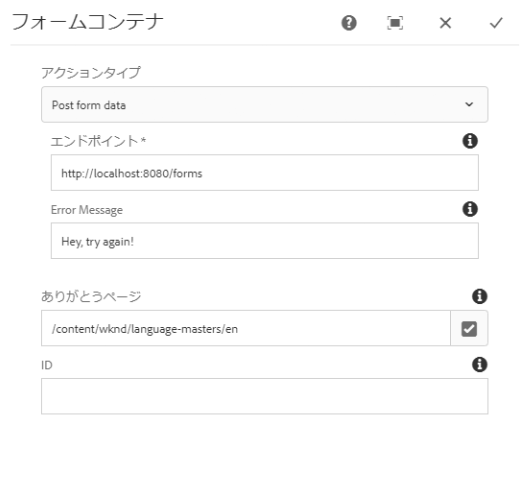 フォームコンテナ
アクションタイプ
Post form data
エンドポイント*
http://localhost:8080/forms
Error Message
Hey, try again!
ありがとうページ
/content/wknd/language-masters/en
ID